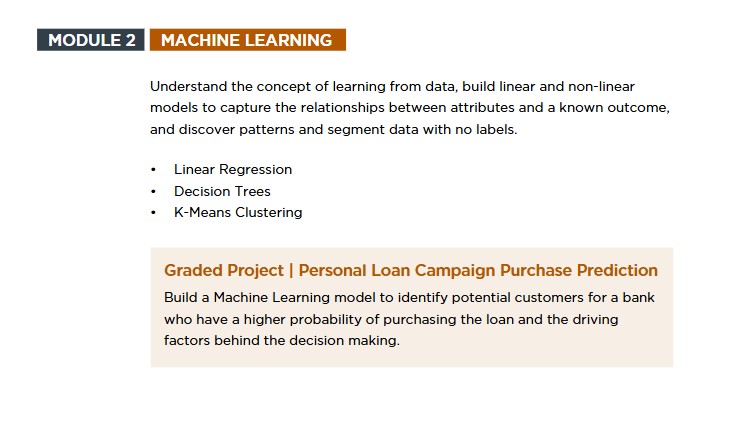 MODULE 2 MACHINE LEARNING
Understand the concept of learning from data, build linear and non-linear
models to capture the relationships between attributes and a known outcome,
and discover patterns and segment data with no labels.
• Linear Regression
• Decision Trees
• K-Means Clustering
Graded Project | Personal Loan Campaign Purchase Prediction
Build a Machine Learning model to identify potential customers for a bank
who have a higher probability of purchasing the loan and the driving
factors behind the decision making.